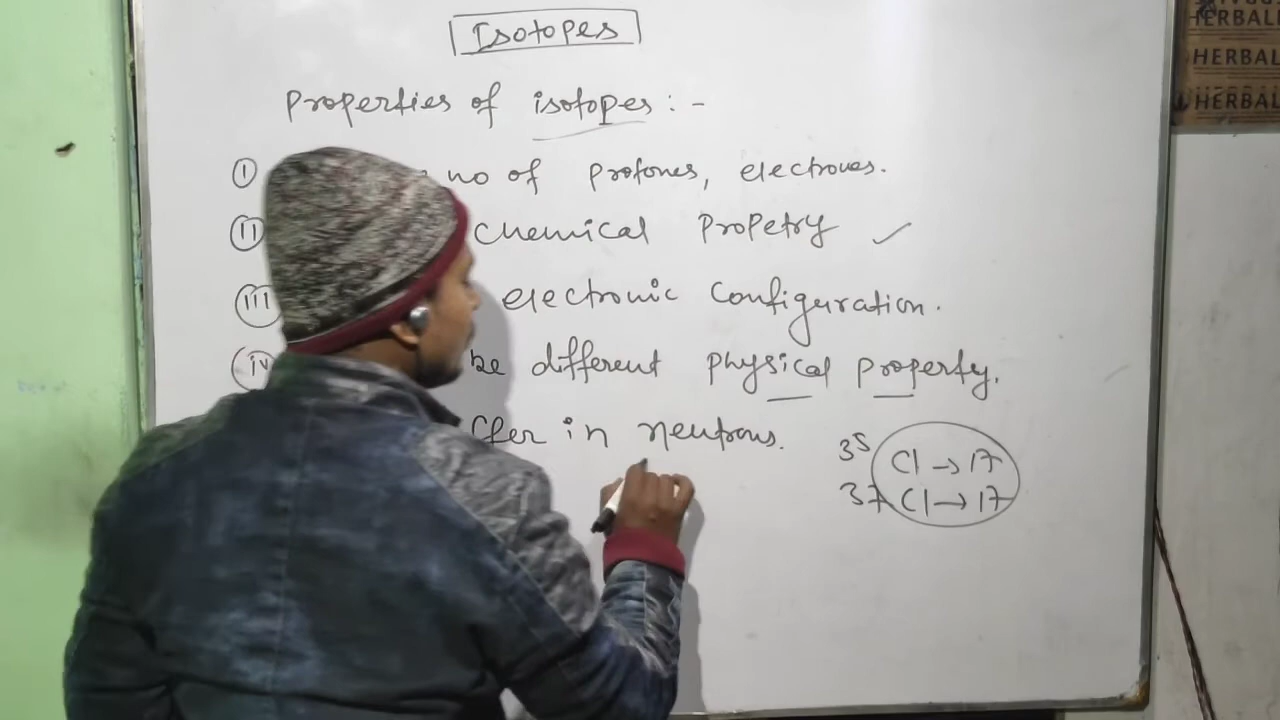 Isotopes
Properties of isotopes : -
(I) no of protones, electrones.
(II) chemical Propetry ✓
(III) electronic configuration.
(iv) be different physical property.
ffer in neutrons.
35 Cl → 17
37 Cl → 17
HERBAL
HERBAL
HERBAL